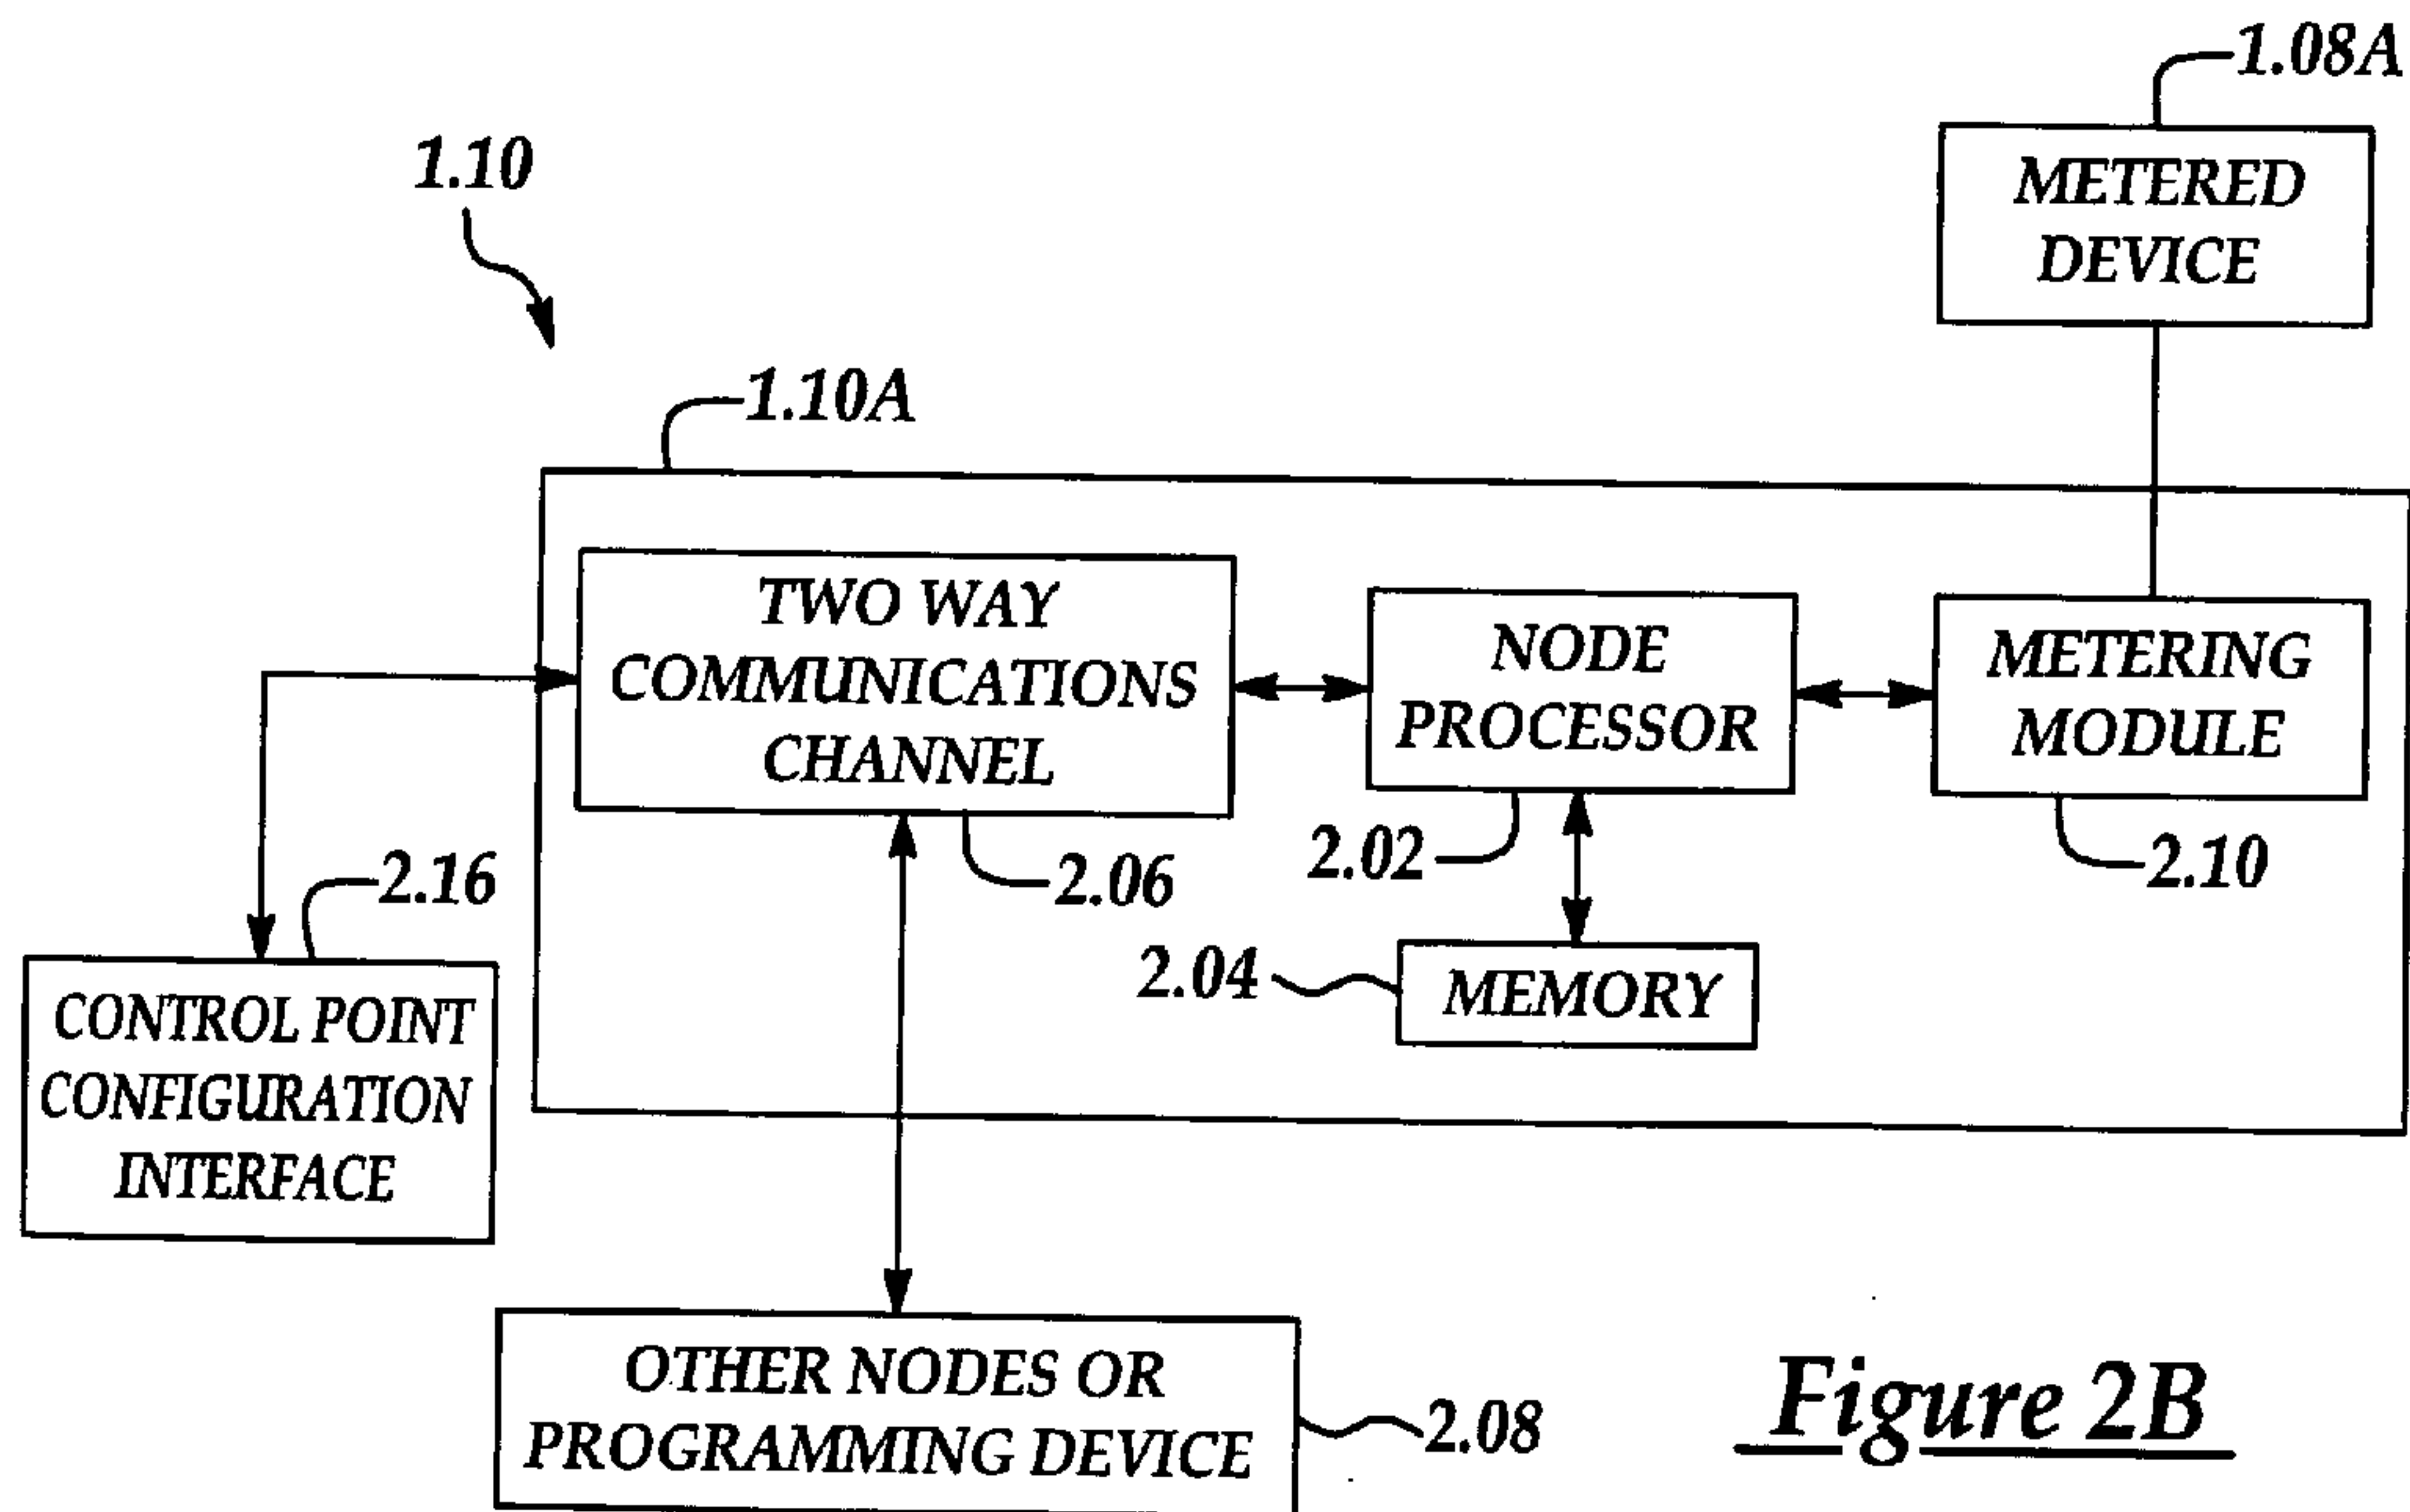 1.08A
METERED
DEVICE
1.10
1.10A
TWO WAY
COMMUNICATIONS
CHANNEL
NODE
PROCESSOR
METERING
MODULE
2.06
2.02
2.10
2.16
2.04
MEMORY
CONTROL POINT
CONFIGURATION
INTERFACE
OTHER NODES OR
PROGRAMMING DEVICE
2.08
Figure 2B